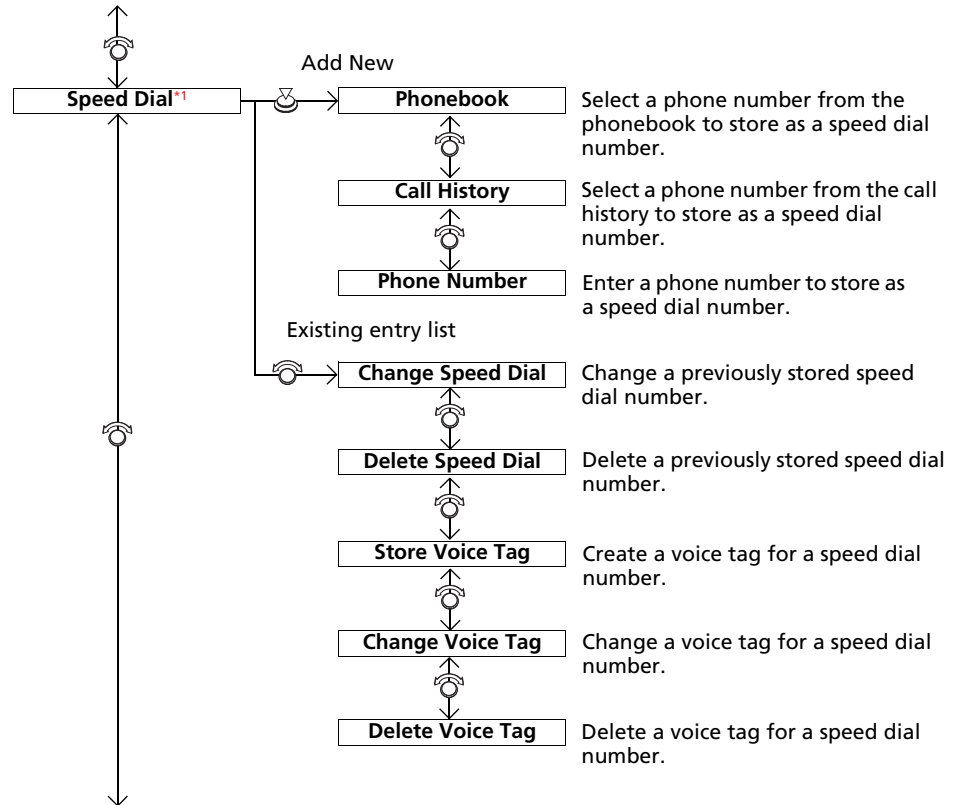 Add New
Speed Dial*1
Phonebook
Select a phone number from the
phonebook to store as a speed dial
number.
Call History
Select a phone number from the call
history to store as a speed dial
number.
Phone Number
Enter a phone number to store as
a speed dial number.
Existing entry list
Change Speed Dial
Change a previously stored speed
dial number.
Delete Speed Dial
Delete a previously stored speed dial
number.
Store Voice Tag
Create a voice tag for a speed dial
number.
Change Voice Tag
Change a voice tag for a speed dial
number.
Delete Voice Tag
Delete a voice tag for a speed dial
number.